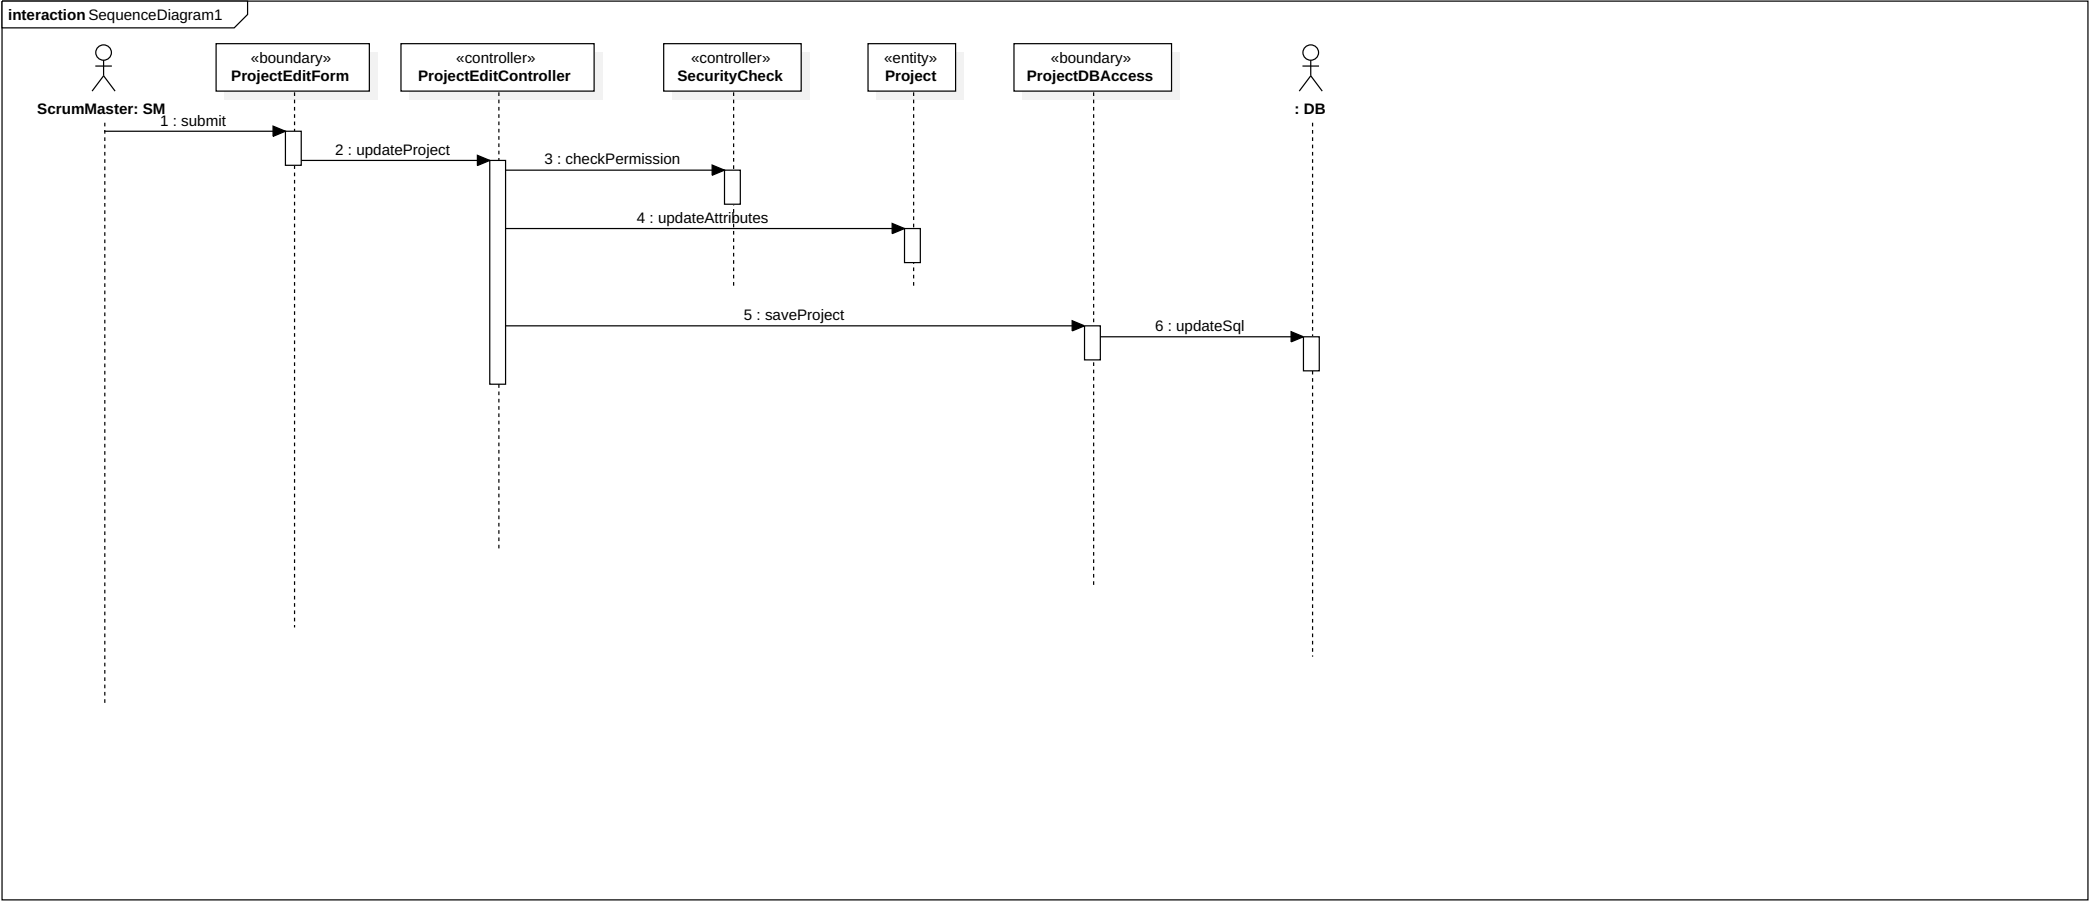 interaction SequenceDiagram1
«boundary»
ProjectEditForm
«controller»
ProjectEditController
«controller»
SecurityCheck
«entity»
Project
«boundary»
ProjectDBAccess
ScrumMaster: SM
: DB
1 : submit
2 : updateProject
3 : checkPermission
4 : updateAttributes
5 : saveProject
6 : updateSql